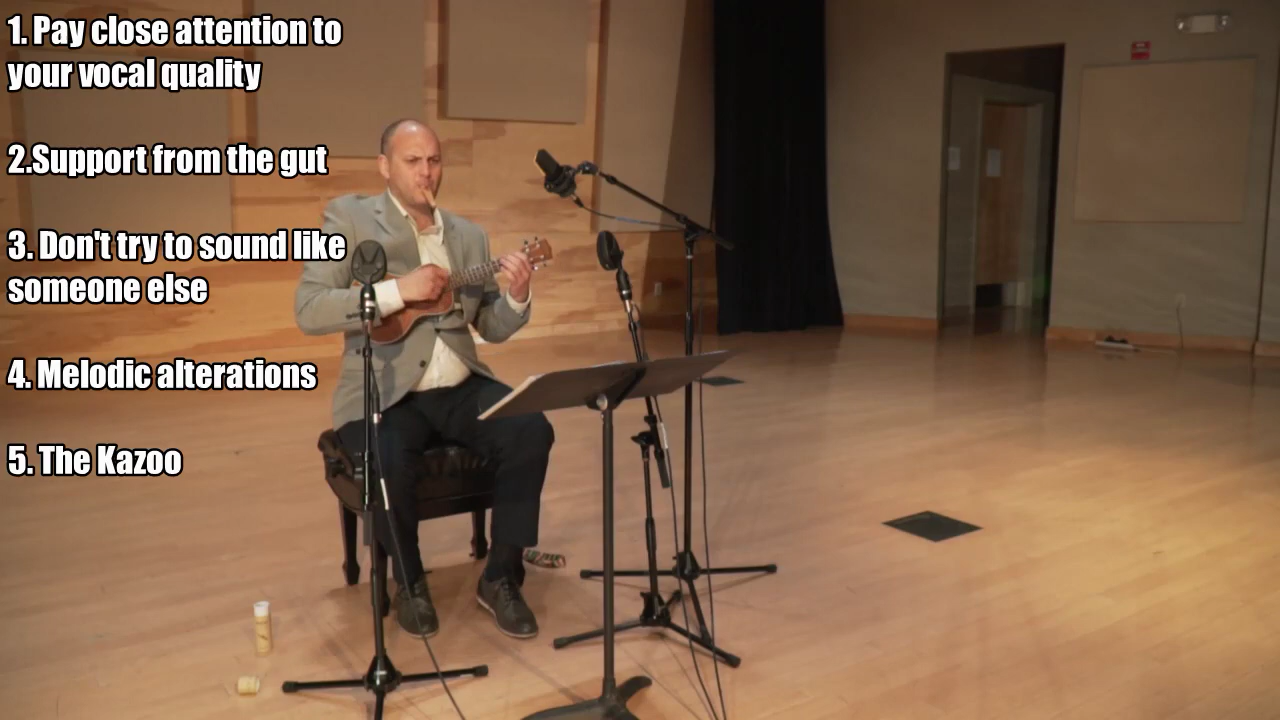 1. Pay close attention to
your vocal quality
2.Support from the gut
3. Don't try to sound like
someone else
4. Melodic alterations
5. The Kazoo